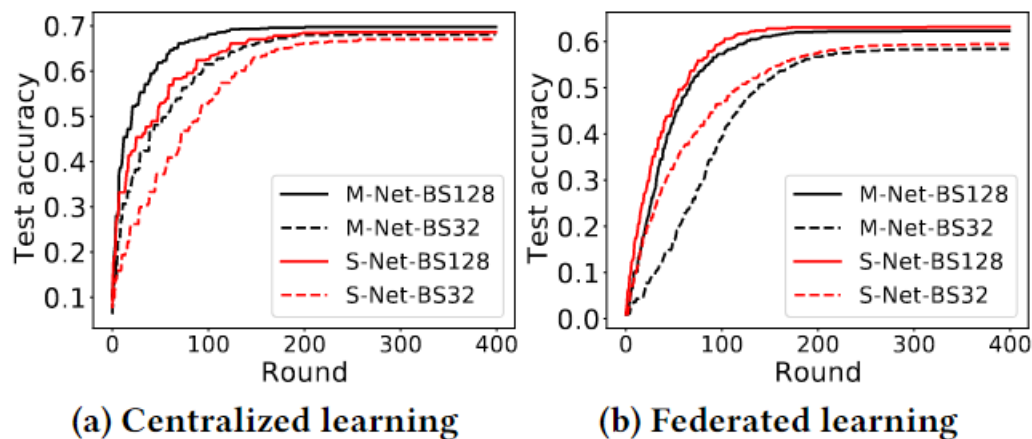 Test accuracy
0.7
0.6
0.5
0.4
0.3
0.2
0.1
M-Net-BS128
M-Net-BS32
S-Net-BS128
S-Net-BS32
0 100 200 300 400
Round
(a) Centralized learning
Test accuracy
0.6
0.5
0.4
0.3
0.2
0.1
0.0
M-Net-BS128
M-Net-BS32
S-Net-BS128
S-Net-BS32
0 100 200 300 400
Round
(b) Federated learning